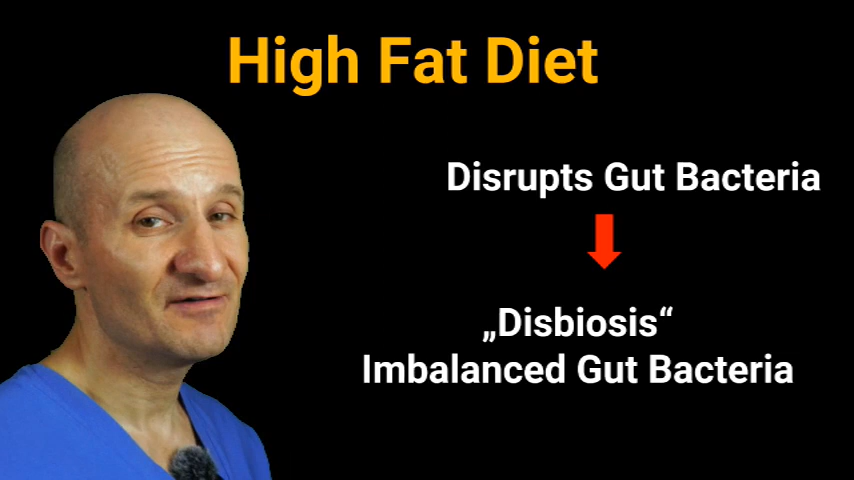 High Fat Diet
Disrupts Gut Bacteria
„Disbiosis“
Imbalanced Gut Bacteria